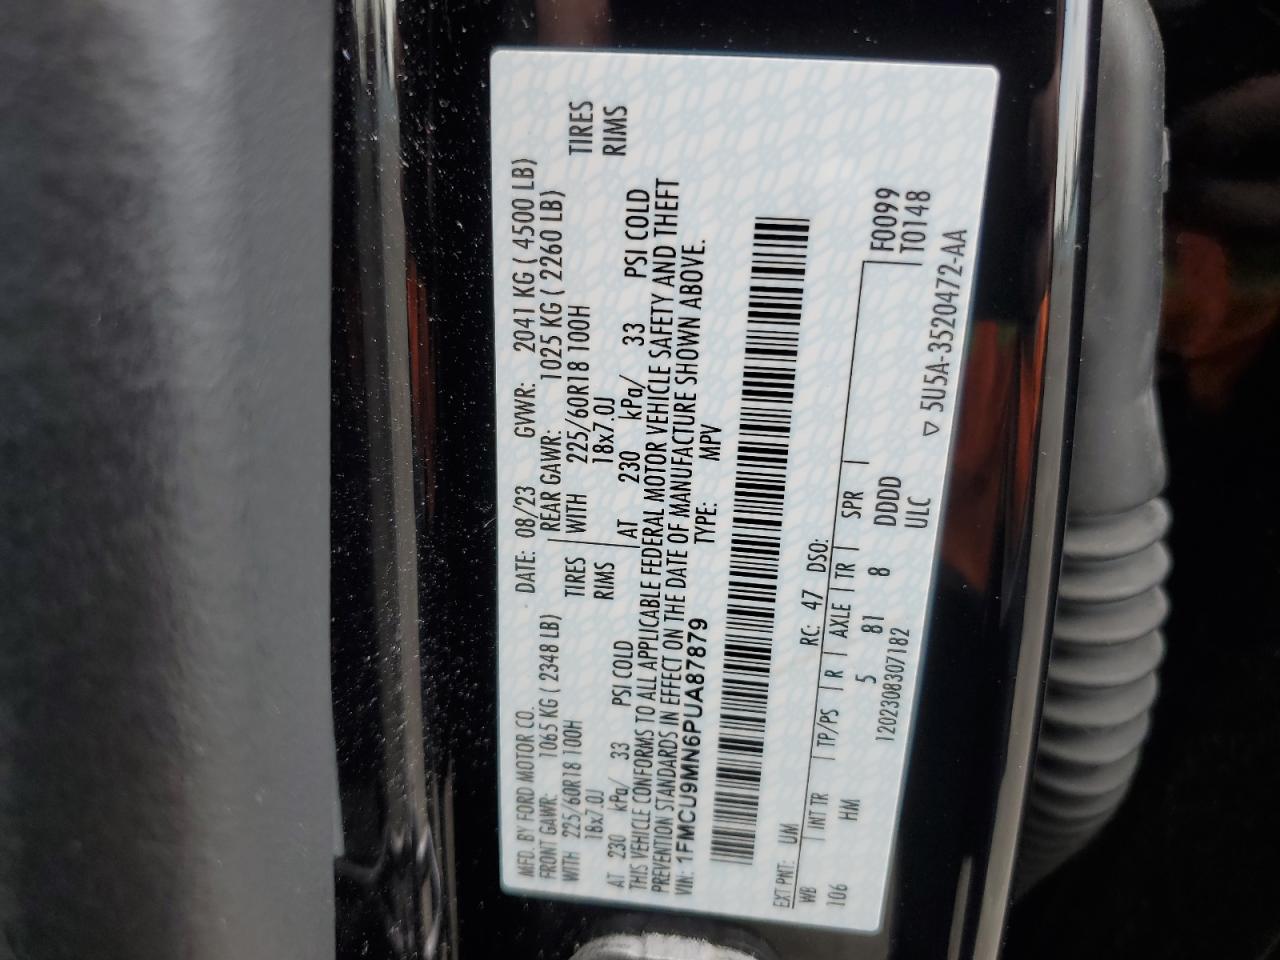 MFD. BY FORD MOTOR CO.
DATE: 08/23 GVWR: 2041 KG ( 4500 LB)
FRONT GAWR: 1065 KG ( 2348 LB)
REAR GAWR: 1025 KG ( 2260 LB)
WITH 225/60R18 100H TIRES
WITH 225/60R18 100H TIRES
18x7.0J RIMS
18x7.0J RIMS
AT 230 kPa/ 33 PSI COLD
AT 230 kPa/ 33 PSI COLD
THIS VEHICLE CONFORMS TO ALL APPLICABLE FEDERAL MOTOR VEHICLE SAFETY AND THEFT
PREVENTION STANDARDS IN EFFECT ON THE DATE OF MANUFACTURE SHOWN ABOVE.
VIN: 1FMCU9MN6PUA87879 TYPE: MPV
EXT PNT: UM RC: 47 DSO:
WB INT TR TP/PS R AXLE TR SPR
106 HM 5 81 8 DDDD F0099
1202308307182 ULC T0148
▽ 5U5A-3520472-AA